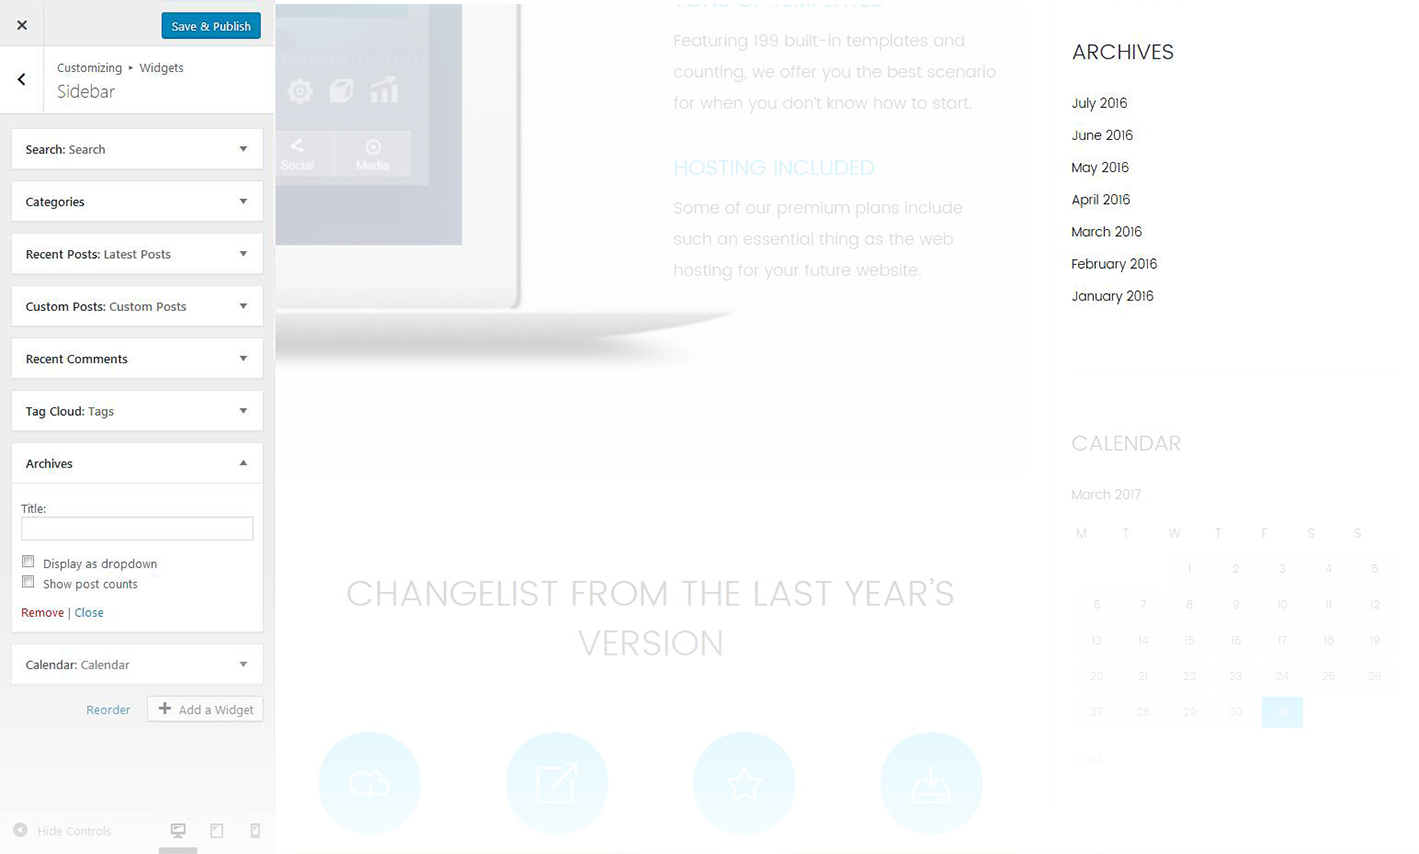 Save & Publish
Customizing ▸ Widgets
Sidebar
Search: Search
Categories
Recent Posts: Latest Posts
Custom Posts: Custom Posts
Recent Comments
Tag Cloud: Tags
Archives
Title:
Display as dropdown
Show post counts
Remove | Close
Calendar: Calendar
Reorder
Add a Widget
Hide Controls
Social
Media
TONS OF TEMPLATES
Featuring 199 built-in templates and
counting, we offer you the best scenario
for when you don't know how to start.
HOSTING INCLUDED
Some of our premium plans include
such an essential thing as the web
hosting for your future website.
CHANGELIST FROM THE LAST YEAR'S
VERSION
ARCHIVES
July 2016
June 2016
May 2016
April 2016
March 2016
February 2016
January 2016
CALENDAR
March 2017
M T W T F S S
1 2 3 4 5
6 7 8 9 10 11 12
13 14 15 16 17 18 19
20 21 22 23 24 25 26
27 28 29 30 31
« Jul